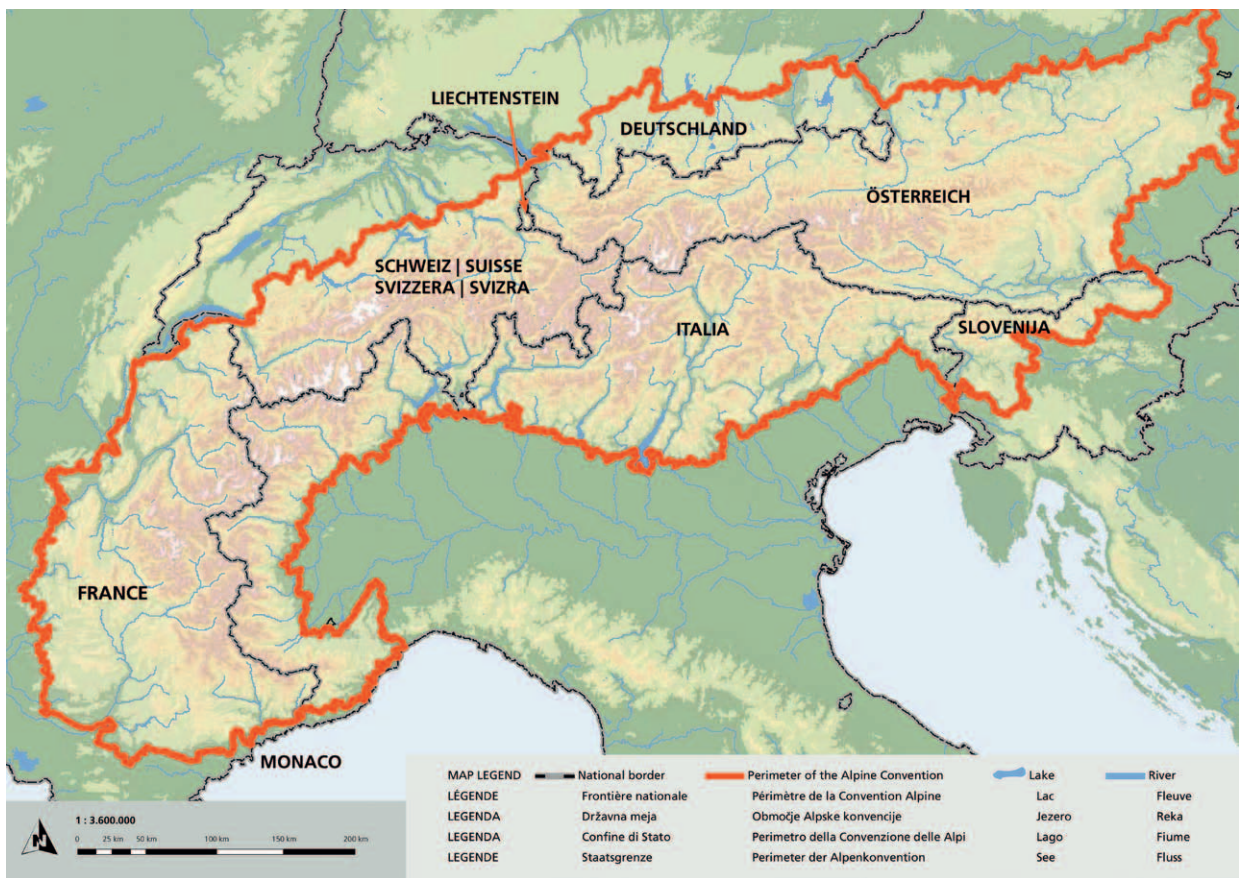 LIECHTENSTEIN
DEUTSCHLAND
ÖSTERREICH
SCHWEIZ | SUISSE
SVIZZERA | SVIZRA
ITALIA
SLOVENIJA
FRANCE
MONACO
MAP LEGEND National border Perimeter of the Alpine Convention Lake River
LÉGENDE Frontière nationale Périmètre de la Convention Alpine Lac Fleuve
LEGENDA Državna meja Območje Alpske konvencije Jezero Reka
LEGENDA Confine di Stato Perimetro della Convenzione delle Alpi Lago Fiume
LEGENDE Staatsgrenze Perimeter der Alpenkonvention See Fluss
N
1 : 3.600.000
0 25 km 50 km 100 km 150 km 200 km